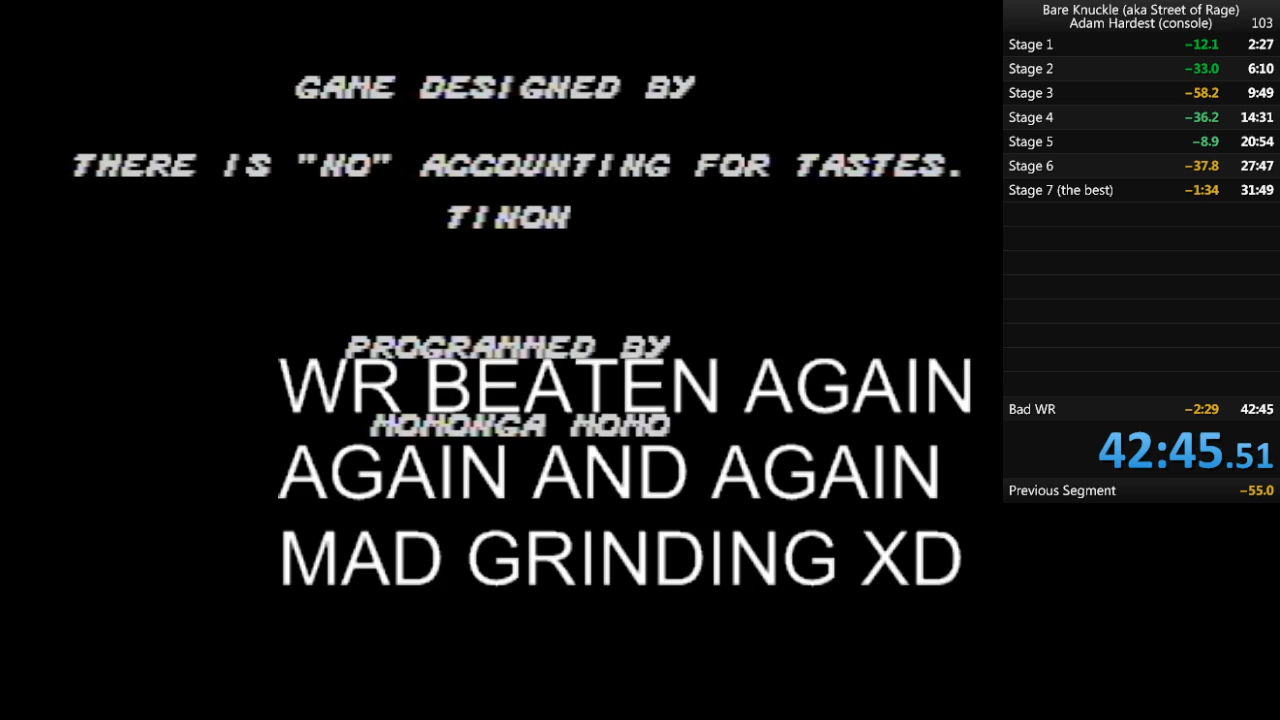 GAME DESIGNED BY
THERE IS "NO" ACCOUNTING FOR TASTES.
TINON
PROGRAMMED BY
WR BEATEN AGAIN
MOMONGA MOMO
AGAIN AND AGAIN
MAD GRINDING XD
Bare Knuckle (aka Street of Rage)
Adam Hardest (console) 103
Stage 1 −12.1 2:27
Stage 2 −33.0 6:10
Stage 3 −58.2 9:49
Stage 4 −36.2 14:31
Stage 5 −8.9 20:54
Stage 6 −37.8 27:47
Stage 7 (the best) −1:34 31:49
Bad WR −2:29 42:45
42:45.51
Previous Segment −55.0